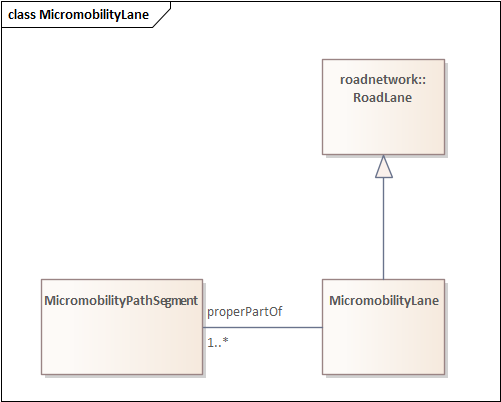 class MicromobilityLane
roadnetwork::
RoadLane
MicromobilityPathSegment
MicromobilityLane
properPartOf
1..*